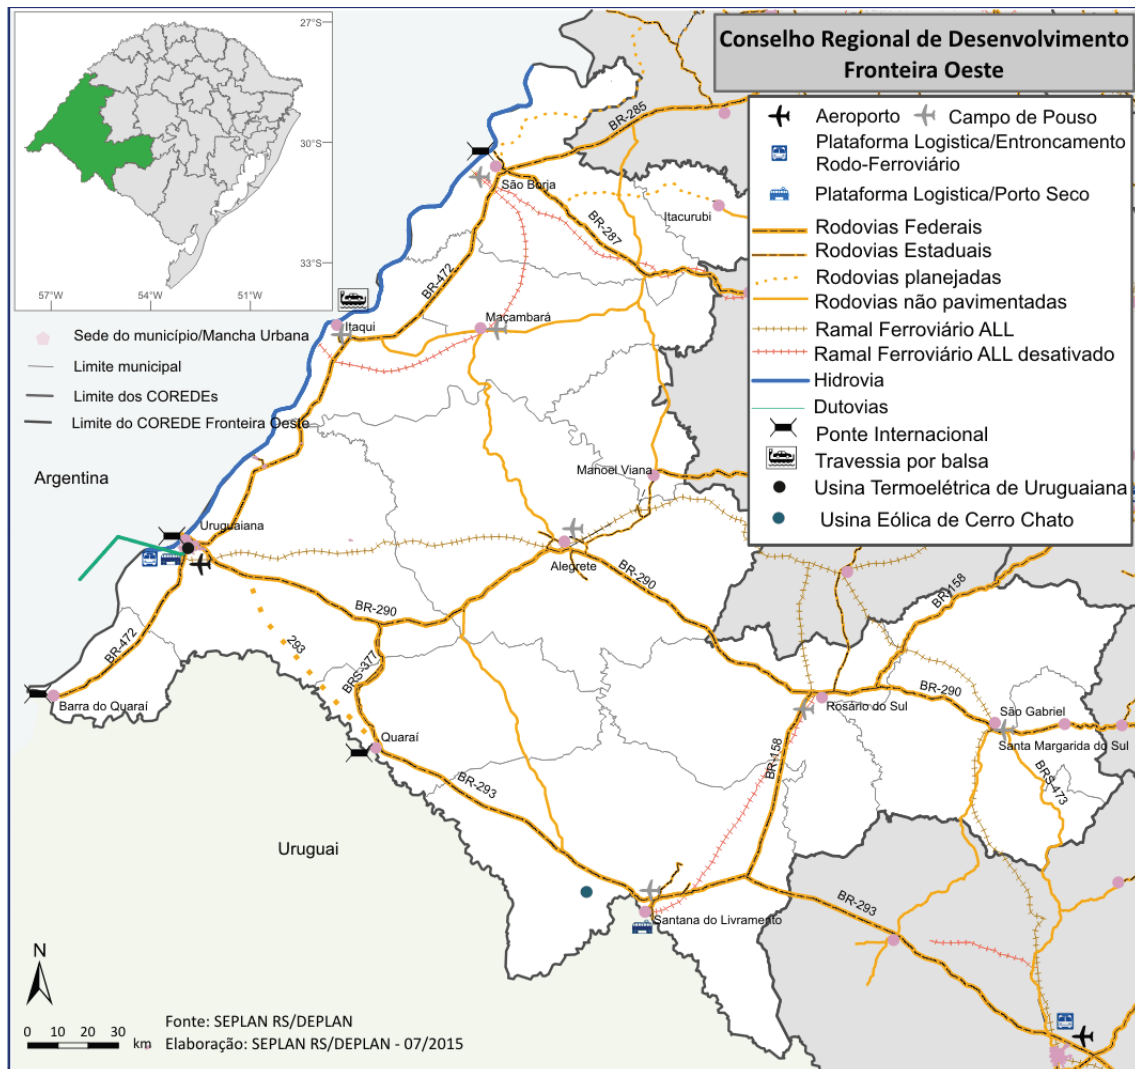 27°S
30°S
33°S
57°W
54°W
51°W
Conselho Regional de Desenvolvimento
Fronteira Oeste
Aeroporto
Campo de Pouso
Plataforma Logistica/Entroncamento
Rodo-Ferroviário
Plataforma Logistica/Porto Seco
Rodovias Federais
Rodovias Estaduais
Rodovias planejadas
Rodovias não pavimentadas
Ramal Ferroviário ALL
Ramal Ferroviário ALL desativado
Hidrovia
Dutovias
Ponte Internacional
Travessia por balsa
Usina Termoelétrica de Uruguaiana
Usina Eólica de Cerro Chato
Sede do município/Mancha Urbana
Limite municipal
Limite dos COREDEs
Limite do COREDE Fronteira Oeste
BR-285
São Borja
Itacurubi
BR-287
BR-472
Itaqui
Maçambará
Argentina
Manoel Viana
Uruguaiana
Alegrete
BR-290
BR-158
BR-290
BR-472
293
BRS-377
BR-290
Barra do Quaraí
Rosário do Sul
São Gabriel
Santa Margarida do Sul
Quaraí
BR-158
BRS-473
BR-293
Uruguai
Santana do Livramento
BR-293
N
0 10 20 30
km
Fonte: SEPLAN RS/DEPLAN
Elaboração: SEPLAN RS/DEPLAN - 07/2015